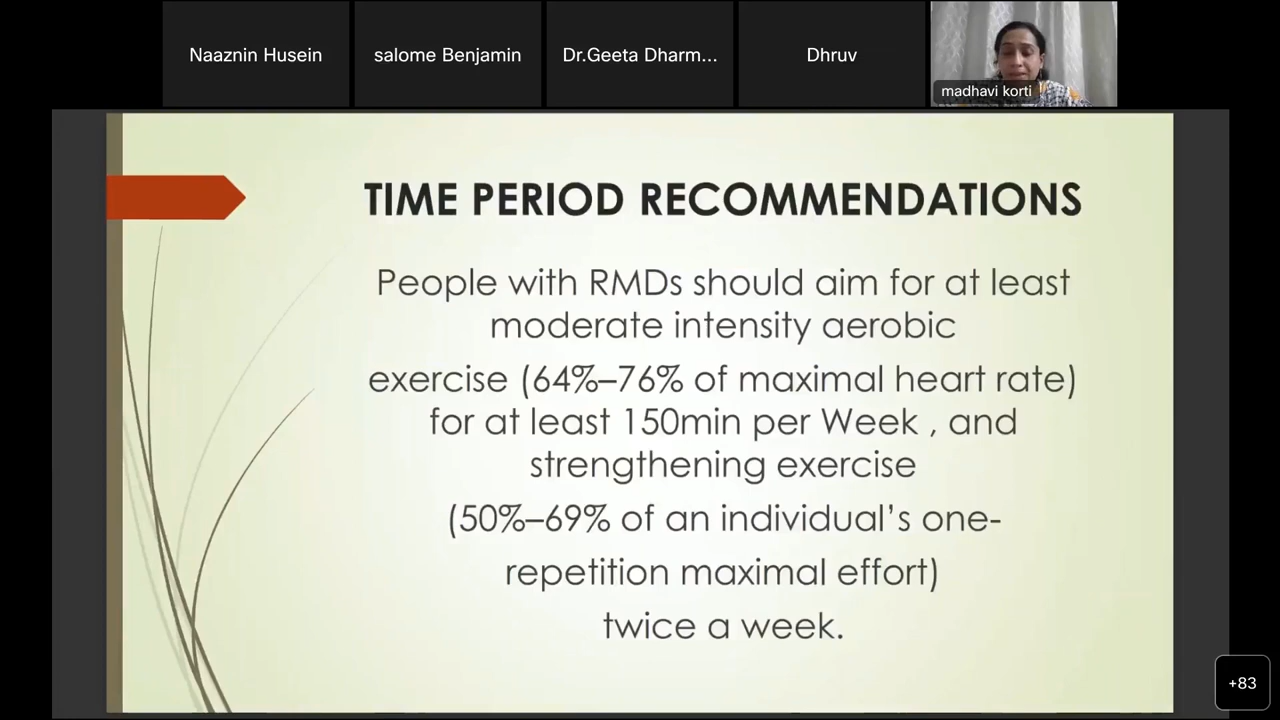 Naaznin Husein
salome Benjamin
Dr.Geeta Dharm...
Dhruv
madhavi korti
TIME PERIOD RECOMMENDATIONS
People with RMDs should aim for at least
moderate intensity aerobic
exercise (64%–76% of maximal heart rate)
for at least 150min per Week , and
strengthening exercise
(50%–69% of an individual’s one-
repetition maximal effort)
twice a week.
+83